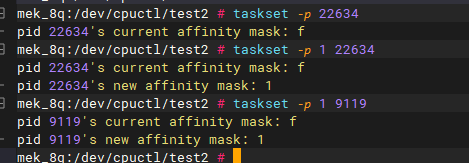 mek_8q:/dev/cpuctl/test2 # taskset -p 22634
pid 22634's current affinity mask: f
mek_8q:/dev/cpuctl/test2 # taskset -p 1 22634
pid 22634's current affinity mask: f
pid 22634's new affinity mask: 1
mek_8q:/dev/cpuctl/test2 # taskset -p 1 9119
pid 9119's current affinity mask: f
pid 9119's new affinity mask: 1
mek_8q:/dev/cpuctl/test2 #